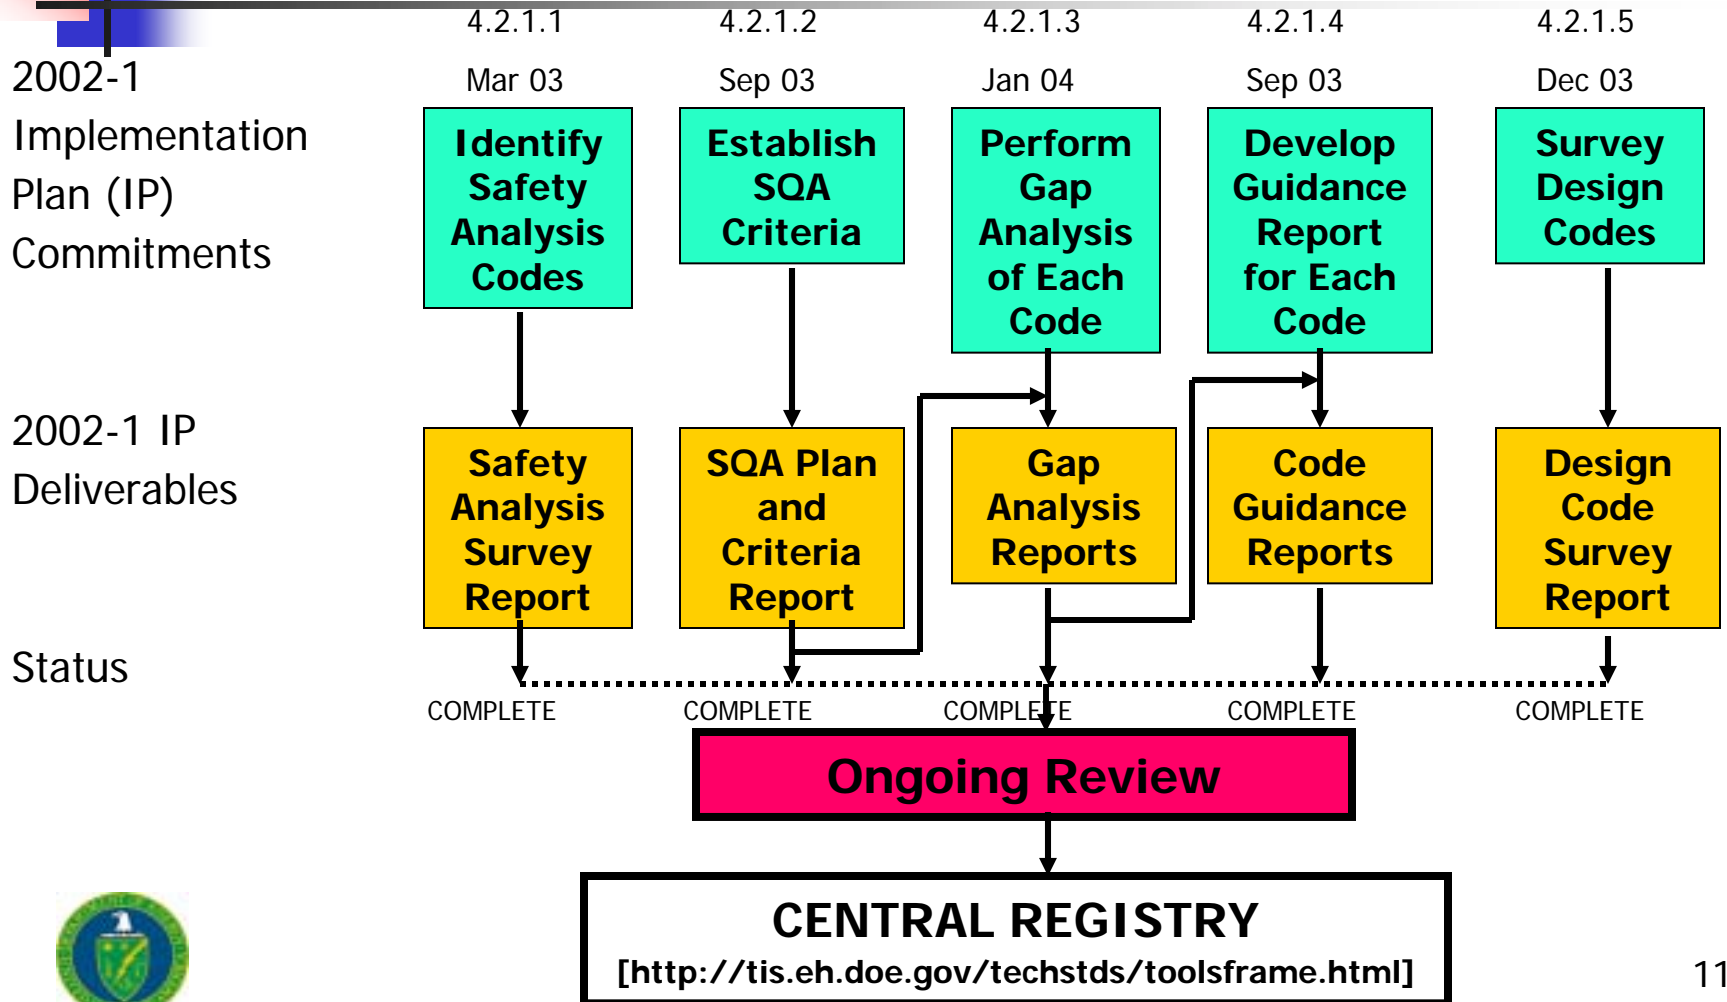 4.2.1.1 4.2.1.2 4.2.1.3 4.2.1.4 4.2.1.5
2002-1
Implementation
Plan (IP)
Commitments
Mar 03 Sep 03 Jan 04 Sep 03 Dec 03
Identify
Safety
Analysis
Codes
Establish
SQA
Criteria
Perform
Gap
Analysis
of Each
Code
Develop
Guidance
Report
for Each
Code
Survey
Design
Codes
2002-1 IP
Deliverables
Safety
Analysis
Survey
Report
SQA Plan
and
Criteria
Report
Gap
Analysis
Reports
Code
Guidance
Reports
Design
Code
Survey
Report
Status
COMPLETE COMPLETE COMPLETE COMPLETE COMPLETE
Ongoing Review
CENTRAL REGISTRY
[http://tis.eh.doe.gov/techstds/toolsframe.html]
11